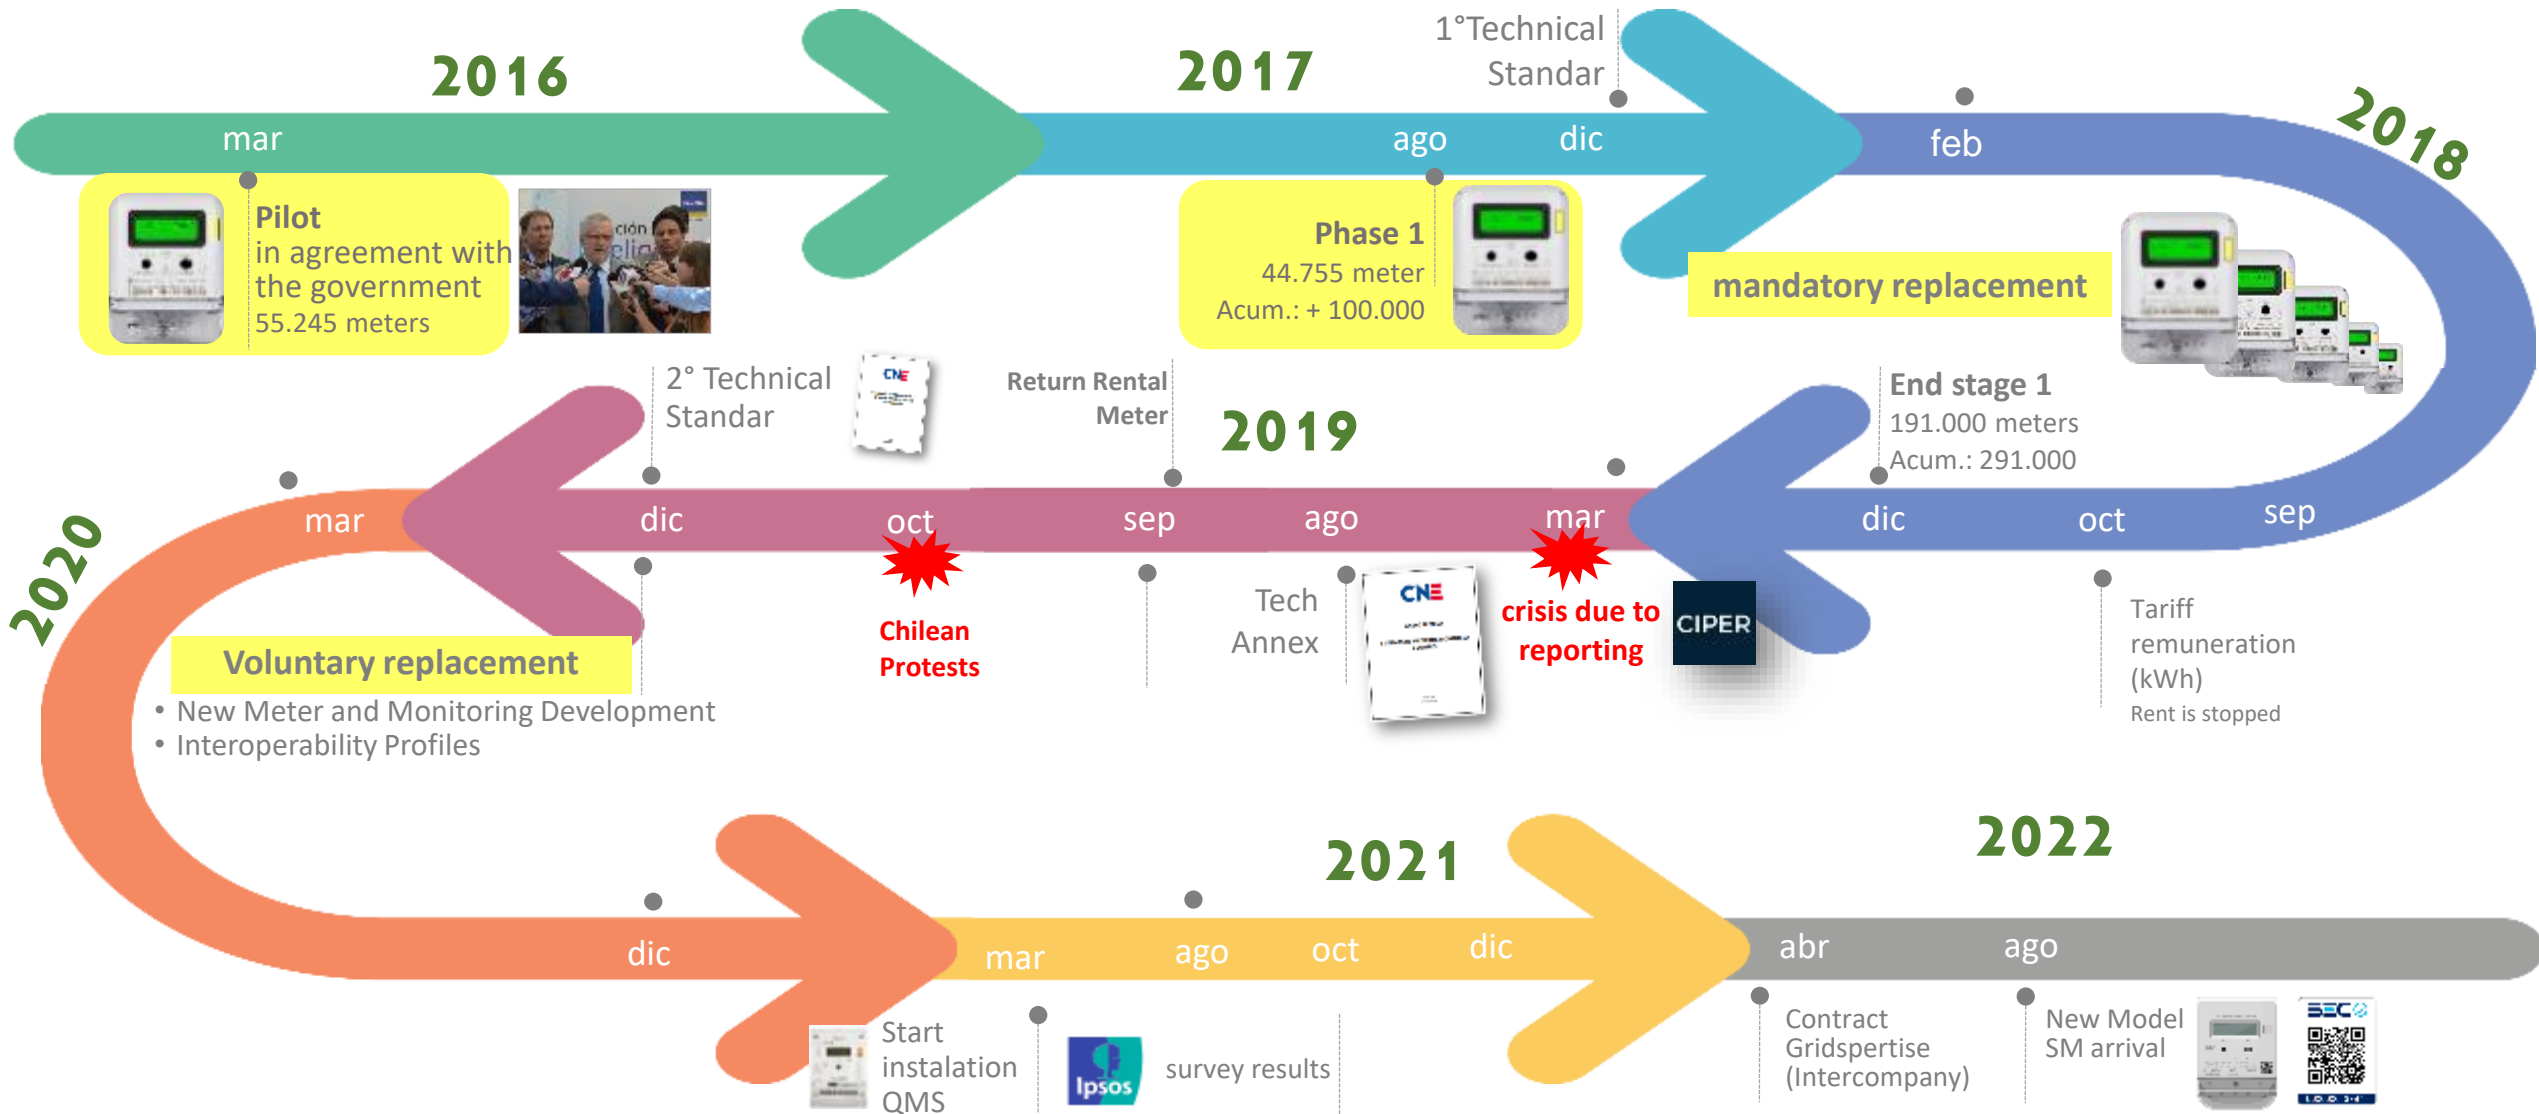 2016
2017
1°Technical
Standar
2018
mar
ago
dic
feb
Pilot
in agreement with
the government
55.245 meters
ción
Phase 1
44.755 meter
Acum.: + 100.000
mandatory replacement
2° Technical
Standar
CNE
Return Rental
Meter
2019
End stage 1
191.000 meters
Acum.: 291.000
2020
mar
dic
oct
sep
ago
mar
dic
oct
sep
Chilean
Protests
Tech
Annex
CNE
crisis due to
reporting
CIPER
Tariff
remuneration
(kWh)
Rent is stopped
Voluntary replacement
• New Meter and Monitoring Development
• Interoperability Profiles
2021
2022
dic
mar
ago
oct
dic
abr
ago
Start
instalation
QMS
Ipsos
survey results
Contract
Gridspertise
(Intercompany)
New Model
SM arrival
SEC